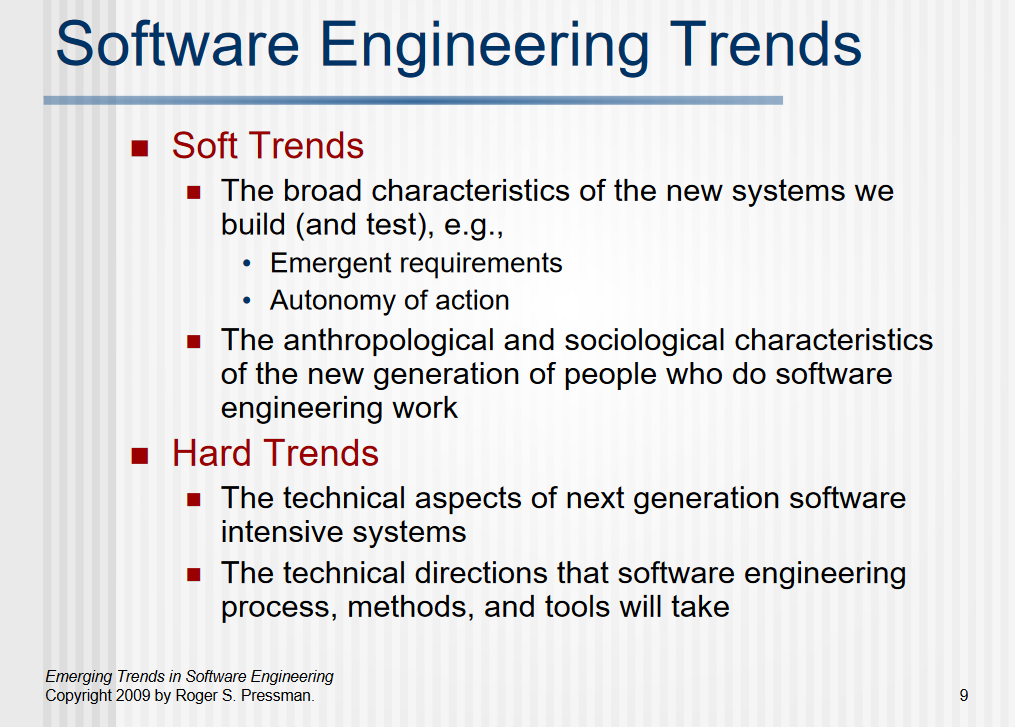 Software Engineering Trends
Soft Trends
The broad characteristics of the new systems we
build (and test), e.g.,
• Emergent requirements
• Autonomy of action
The anthropological and sociological characteristics
of the new generation of people who do software
engineering work
Hard Trends
The technical aspects of next generation software
intensive systems
The technical directions that software engineering
process, methods, and tools will take
Emerging Trends in Software Engineering
Copyright 2009 by Roger S. Pressman.
9